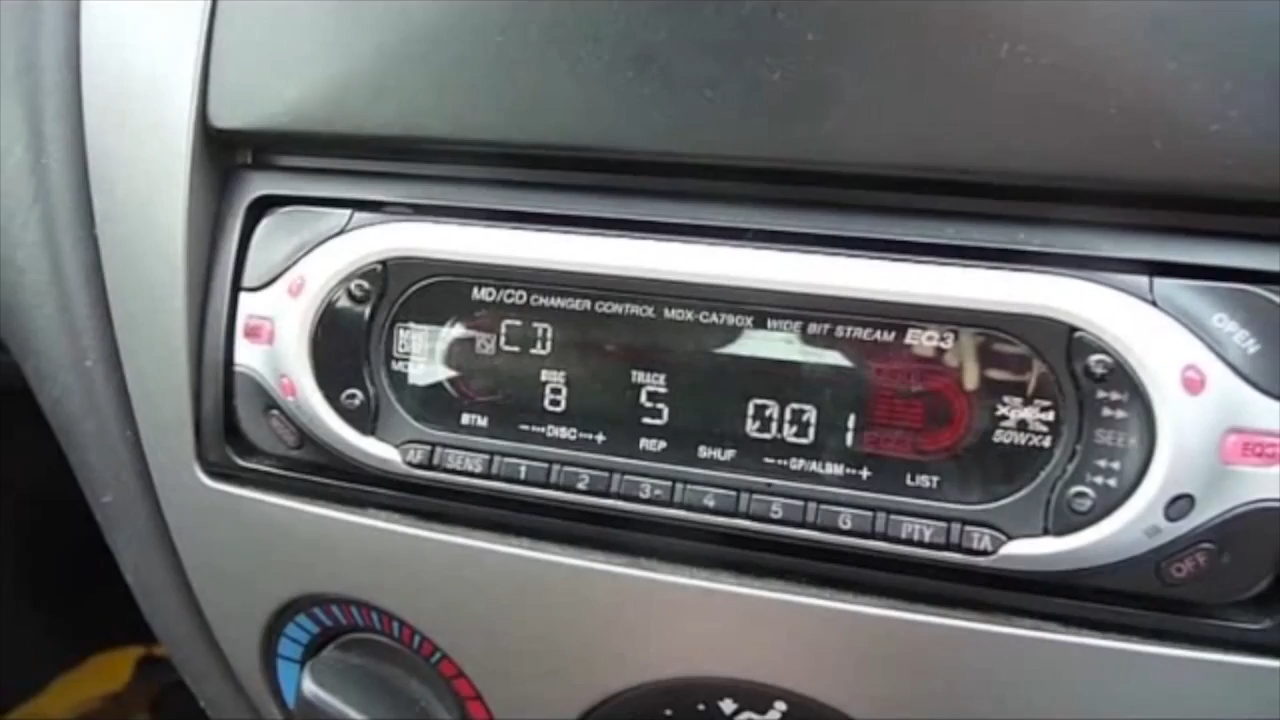 MD/CD CHANGER CONTROL MDX-CA790X WIDE BIT STREAM EQ3
OPEN
CD
DISC TRACK
8 5 0.01
Xplod
50WX4
SEEK
BTM - DISC + REP SHUF - GP/ALBM + LIST
AF SENS 1 2 3 4 5 6 PTY TA
EQ3
OFF